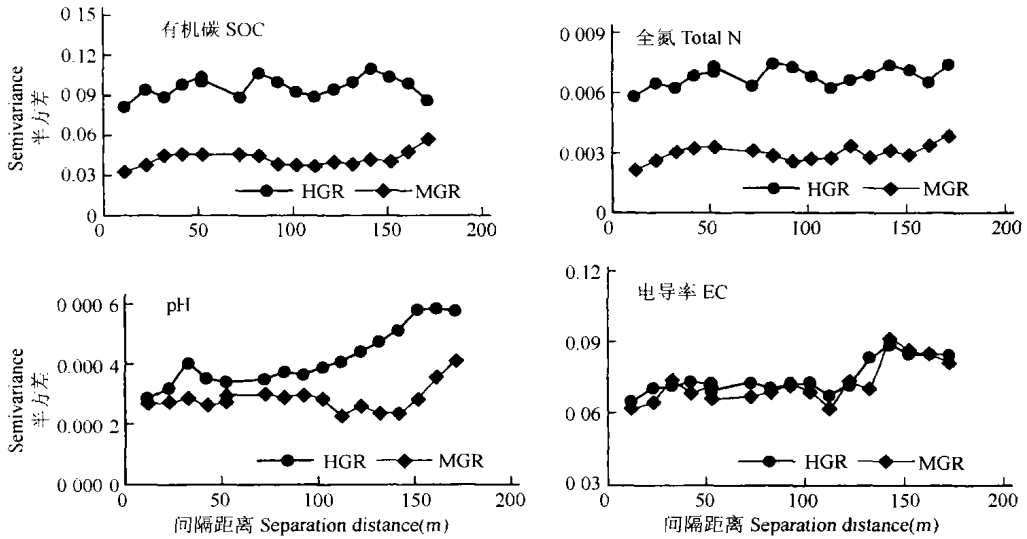 有机碳 SOC
0 15
0.12
0.09
0.06
0.03
0
Semivariance
半方差
HGR MGR
0 50 100 150 200
全氮 Total N
0.009
0.006
0.003
0
HGR MGR
0 50 100 150 200
pH
0 000 6
0 000 4
0.000 2
0 000 0
Semivariance
半方差
HGR MGR
0 50 100 150 200
间隔距离 Separation distance(m)
电导率 EC
0.12
0.09
0 06
0 03
HGR MGR
0 50 100 150 200
间隔距离 Separation distance(m)